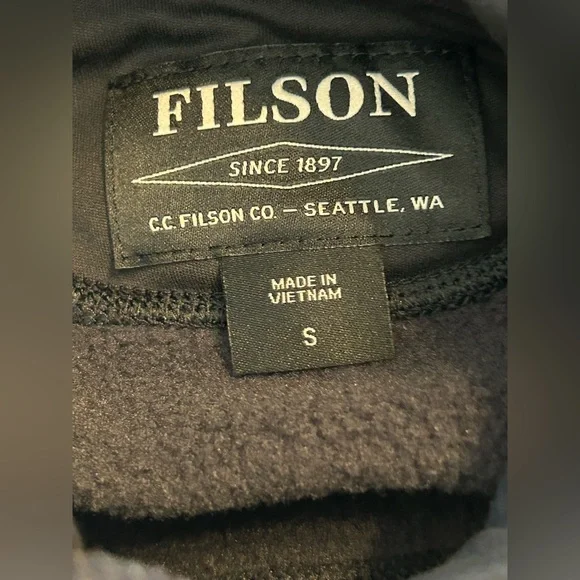 FILSON
SINCE 1897
C.C. FILSON CO. — SEATTLE, WA
MADE IN
VIETNAM
S